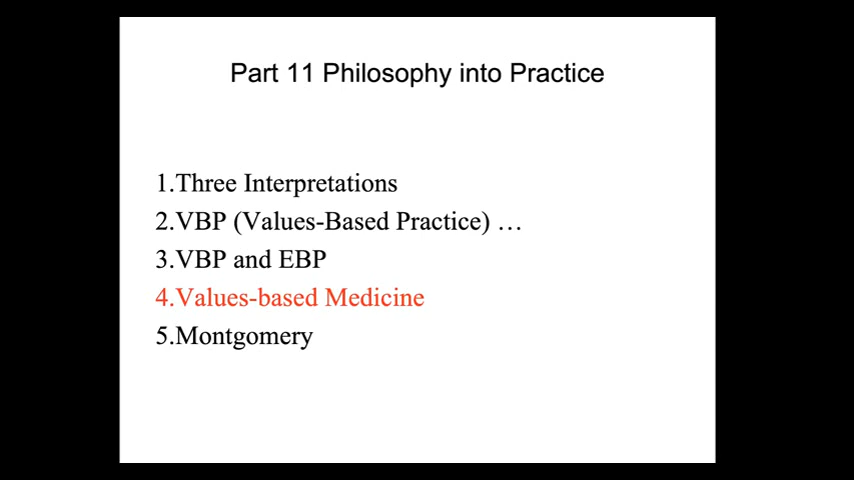 Part 11 Philosophy into Practice
1.Three Interpretations
2.VBP (Values-Based Practice) …
3.VBP and EBP
4.Values-based Medicine
5.Montgomery